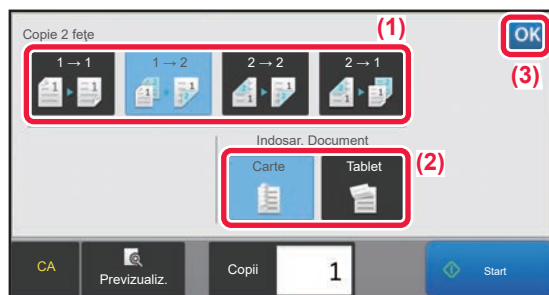 Copie 2 fețe
(1)
OK
(3)
1 → 1
1 → 2
2 → 2
2 → 1
Indosar. Document
(2)
Carte
Tablet
CA
Previzualiz.
Copii
1
Start